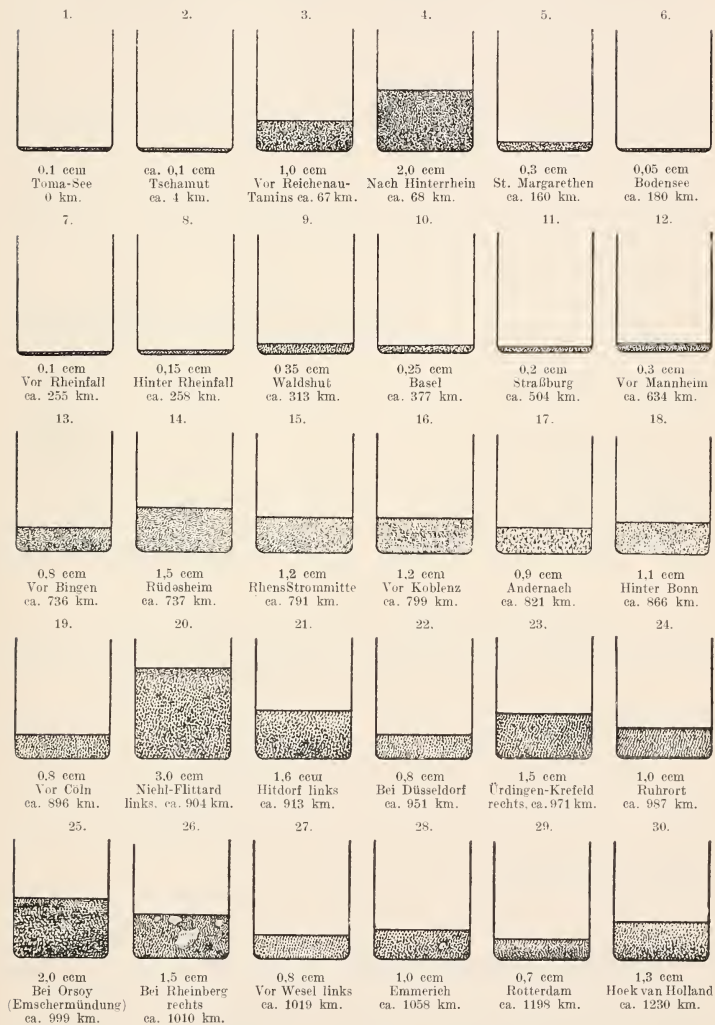 1.
2.
3.
4.
5.
6.
0.1 ccm
Toma-See
0 km.
ca. 0,1 ccm
Tschamut
ca. 4 km.
1,0 ccm
Vor Reichenau-
Tamins ca. 67 km.
2,0 ccm
Nach Hinterrhein
ca. 68 km.
0.3 ccm
St. Margarethen
ca. 160 km.
0,05 ccm
Bodensee
ca. 180 km.
7.
8.
9.
10.
11.
12.
0.1 ccm
Vor Rheinfall
ca. 255 km.
0,15 ccm
Hinter Rheinfall
ca. 258 km.
0 35 ccm
Waldshut
ca. 313 km.
0,25 ccm
Basel
ca. 377 km.
0,2 ccm
Straßburg
ca. 504 km.
0.3 ccm
Vor Mannheim
ca. 634 km.
13.
14.
15.
16.
17.
18.
0,8 ccm
Vor Bingen
ca. 736 km.
1,5 ccm
Rüdesheim
ca. 737 km.
1,2 ccm
Rhens Strommitte
ca. 791 km.
1,2 ccm
Vor Koblenz
ca. 799 km.
0,9 ccm
Andernach
ca. 821 km.
1,1 ccm
Hinter Bonn
ca. 866 km.
19.
20.
21.
22.
23.
24.
0,8 ccm
Vor Cöln
ca. 896 km.
3,0 ccm
Niehl-Flittard
links. ca. 904 km.
1,6 ccm
Hitdorf links
ca. 913 km.
0,8 ccm
Bei Düsseldorf
ca. 951 km.
1,5 ccm
Ürdingen-Krefeld
rechts, ca. 971 km.
1,0 ccm
Ruhrort
ca. 987 km.
25.
26.
27.
28.
29.
30.
2,0 ccm
Bei Orsoy
(Emschermündung)
ca. 999 km.
1,5 ccm
Bei Rheinberg
rechts
ca. 1010 km.
0,8 ccm
Vor Wesel links
ca. 1019 km.
1,0 ccm
Emmerich
ca. 1058 km.
0,7 ccm
Rotterdam
ca. 1198 km.
1,3 ccm
Hoek van Holland
ca. 1230 km.